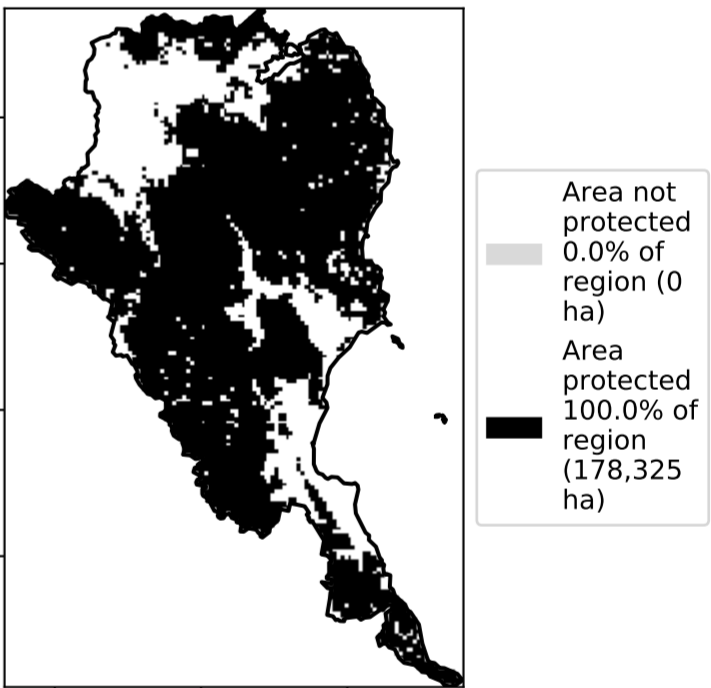 Area not
protected
0.0% of
region (0
ha)
Area
protected
100.0% of
region
(178,325
ha)